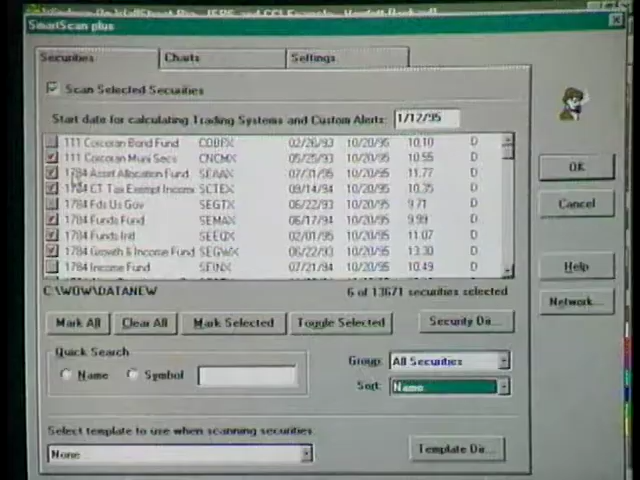 SmartScan plus
Securities
Charts
Settings
Scan Selected Securities
Start date for calculating Trading Systems and Custom Alerts: 1/12/95
111 Corcoran Bond Fund COBFX 02/26/93 10/20/95 10.10 D
111 Corcoran Muni Secs CNCMX 05/25/93 10/20/95 10.55 D
1784 Asset Allocation Fund SEAAX 07/31/95 10/20/95 11.77 D
1784 CT Tax Exempt Income SCTEX 09/14/94 10/20/95 10.35 D
1784 Fds Us Gov SEGTX 06/22/93 10/20/95 9.71 D
1784 Funds Fund SEMAX 06/17/94 10/20/95 9.99 D
1784 Funds Intl SEEQX 02/01/95 10/20/95 11.07 D
1784 Growth & Income Fund SEGWX 06/22/93 10/20/95 13.30 D
1784 Income Fund SEINX 07/21/94 10/20/95 10.49 D
C:\WOW\DATANEW
6 of 13671 securities selected
Mark All
Clear All
Mark Selected
Toggle Selected
Security Dir...
Quick Search
Name
Symbol
Group: All Securities
Sort: Name
Select template to use when scanning securities:
None
Template Dir...
OK
Cancel
Help
Network...